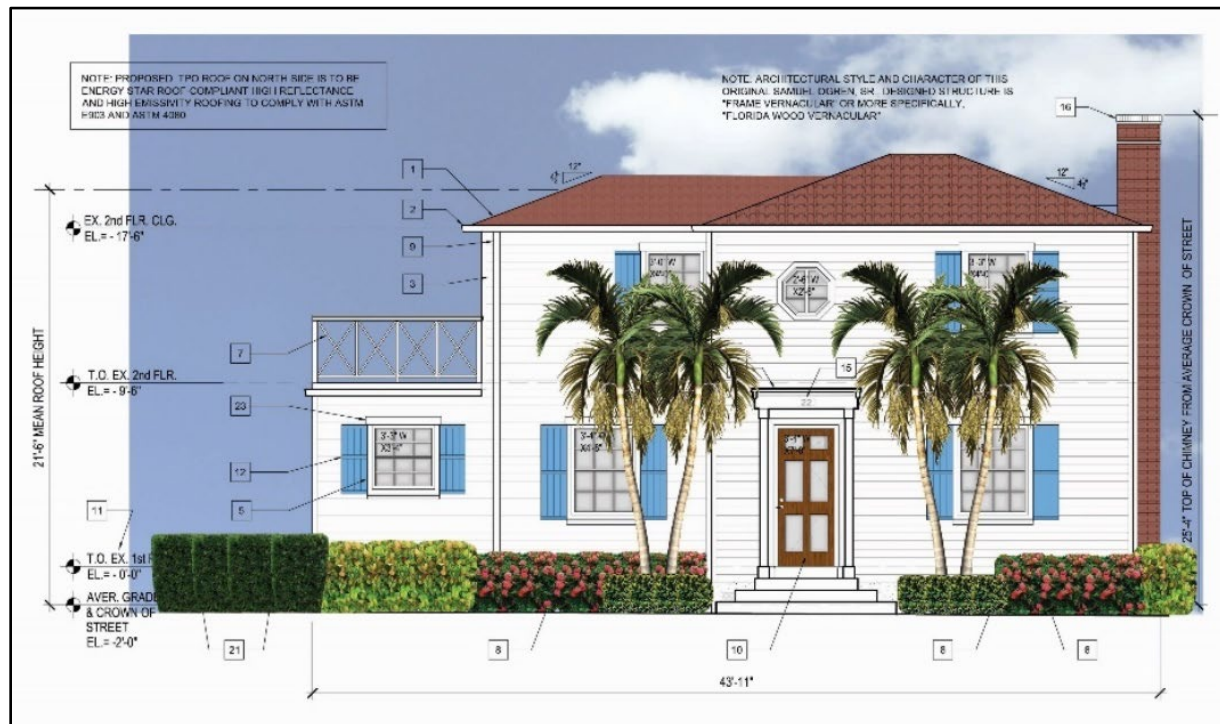 NOTE: PROPOSED TPO ROOF ON NORTH SIDE IS TO BE
ENERGY STAR ROOF COMPLIANT HIGH REFLECTANCE
AND HIGH EMISSIVITY ROOFING TO COMPLY WITH ASTM
E903 AND ASTM 4080
NOTE: ARCHITECTURAL STYLE AND CHARACTER OF THIS
ORIGINAL SAMUEL OGREN, SR. DESIGNED STRUCTURE IS
"FRAME VERNACULAR" OR MORE SPECIFICALLY,
"FLORIDA WOOD VERNACULAR"
16
1
12"
12"
4½"
2
EX. 2nd FLR. CLG.
EL.= - 17'-6"
9
3
7
T.O. EX. 2nd FLR.
EL.= - 9'-6"
15
22
23
3'-3" W
12
5
11
T.O. EX. 1st
EL.= - 0'-0"
AVER. GRADE
& CROWN OF
STREET
EL.= -2'-0"
21
8
10
8
8
43'-11"
21'-6" MEAN ROOF HEIGHT
25'-4" TOP OF CHIMNEY FROM AVERAGE CROWN OF STREET